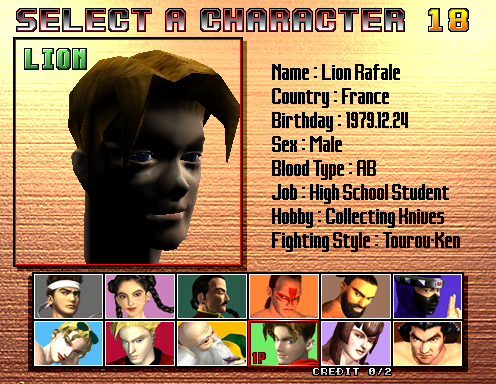 SELECT A CHARACTER 18
LION
Name : Lion Rafale
Country : France
Birthday : 1979.12.24
Sex : Male
Blood Type : AB
Job : High School Student
Hobby : Collecting Knives
Fighting Style : Tourou-Ken
1P
CREDIT 0/2